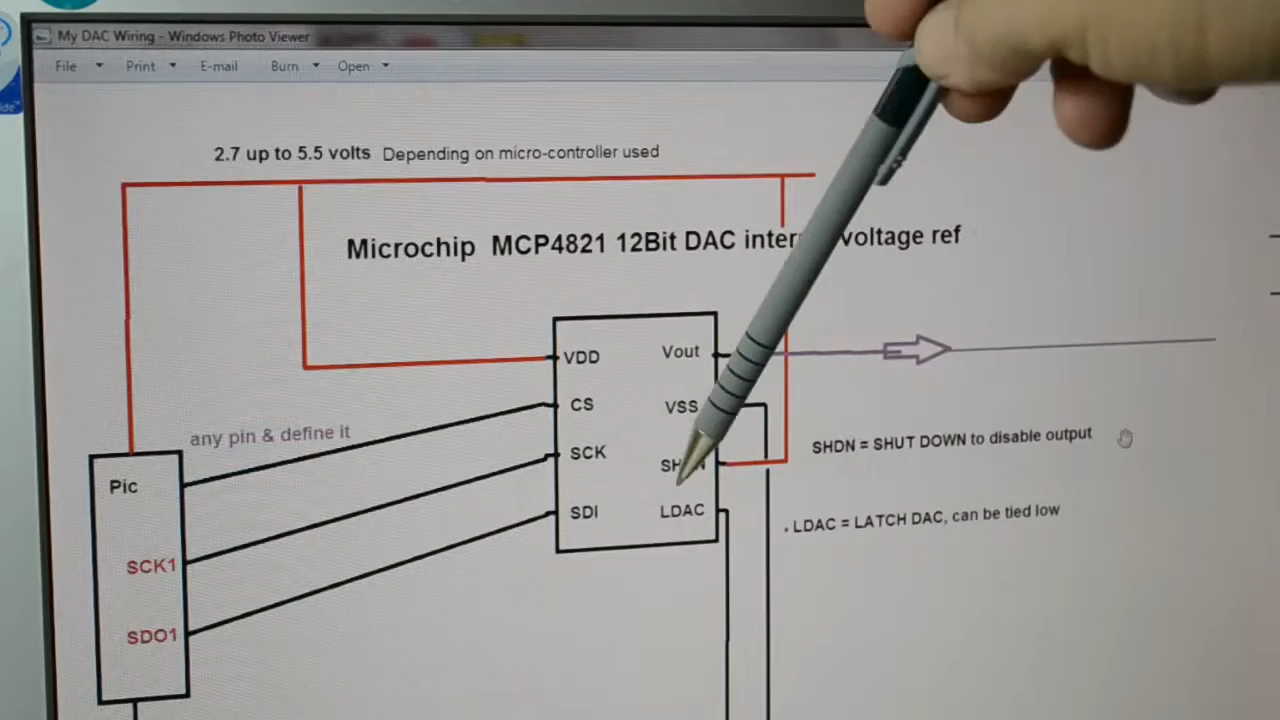 My DAC Wiring - Windows Photo Viewer
File Print E-mail Burn Open
2.7 up to 5.5 volts Depending on micro-controller used
Microchip MCP4821 12Bit DAC voltage ref
VDD Vout
any pin & define it
CS VSS
SCK
SHDN = SHUT DOWN to disable output
Pic
SDI LDAC
. LDAC = LATCH DAC, can be tied low
SCK1
SDO1